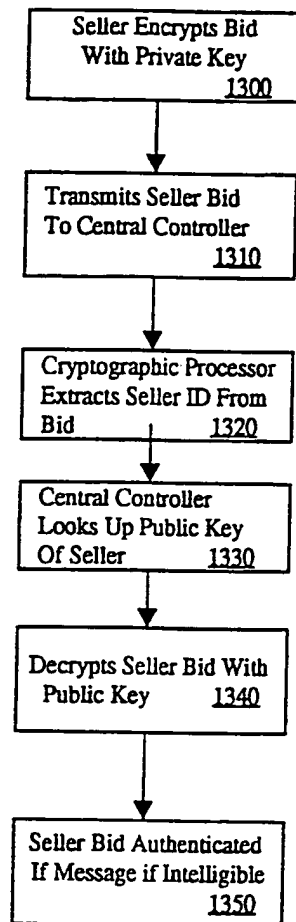 Seller Encrypts Bid
With Private Key
1300
Transmits Seller Bid
To Central Controller
1310
Cryptographic Processor
Extracts Seller ID From
Bid 1320
Central Controller
Looks Up Public Key
Of Seller 1330
Decrypts Seller Bid With
Public Key 1340
Seller Bid Authenticated
If Message if Intelligible
1350